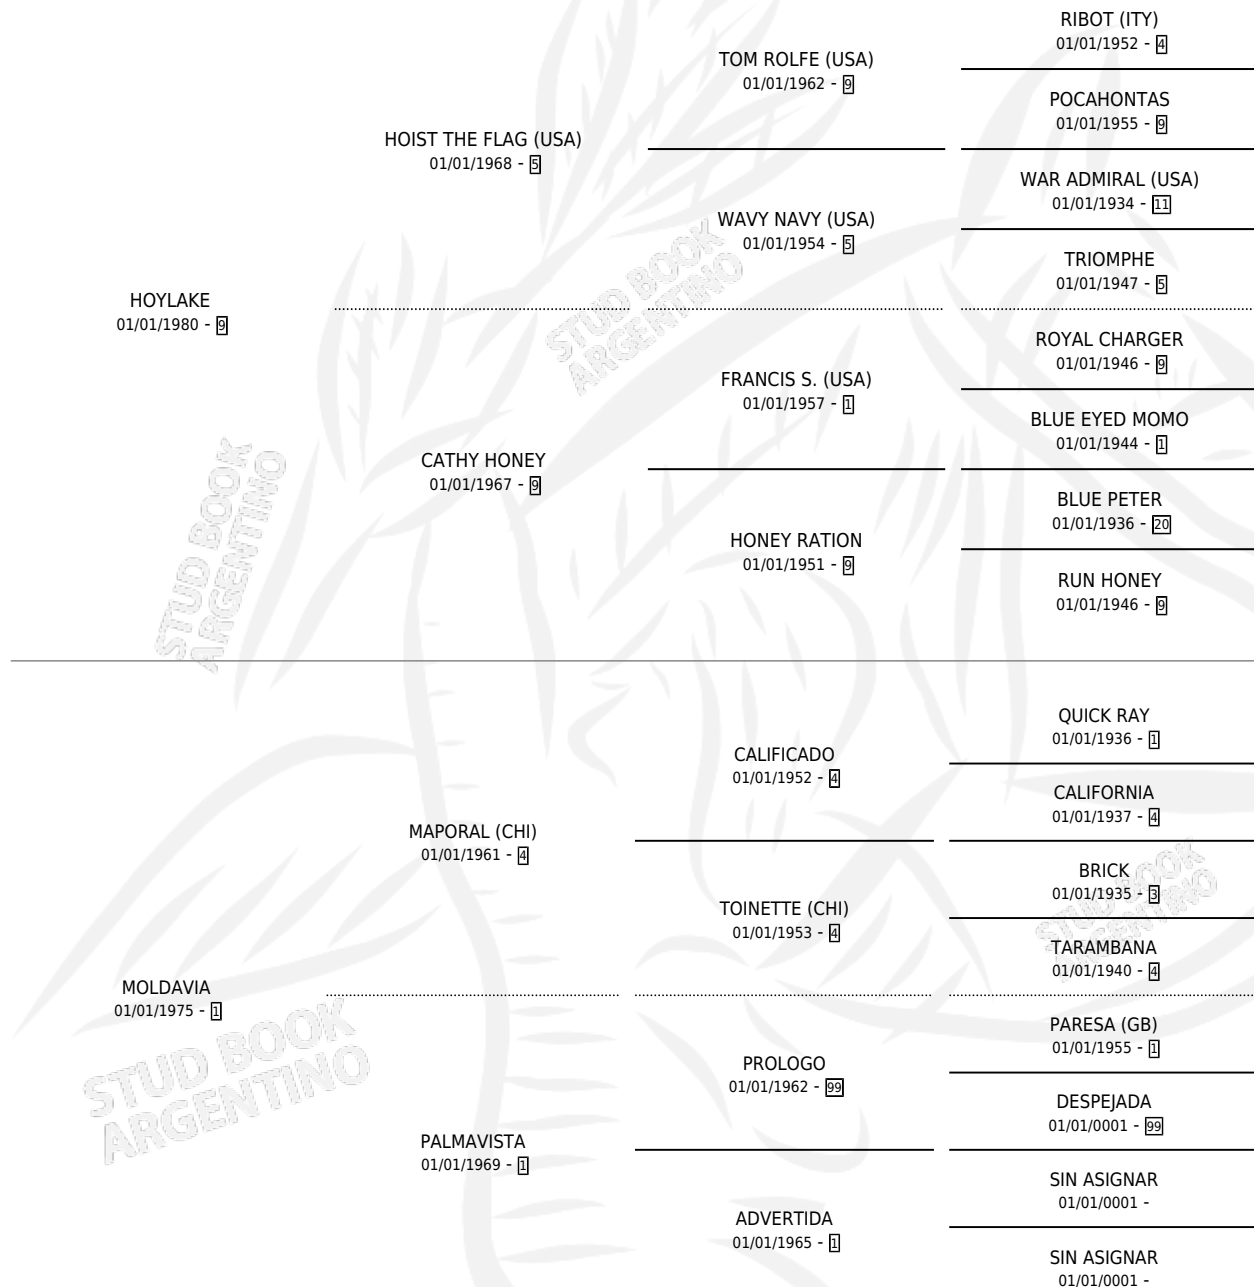 RIBOT (ITY)
01/01/1952 - 4
TOM ROLFE (USA)
01/01/1962 - 9
POCAHONTAS
01/01/1955 - 9
HOIST THE FLAG (USA)
01/01/1968 - 5
WAR ADMIRAL (USA)
01/01/1934 - 11
WAVY NAVY (USA)
01/01/1954 - 5
TRIOMPHE
01/01/1947 - 5
HOYLAKE
01/01/1980 - 9
ROYAL CHARGER
01/01/1946 - 9
FRANCIS S. (USA)
01/01/1957 - 1
BLUE EYED MOMO
01/01/1944 - 1
CATHY HONEY
01/01/1967 - 9
BLUE PETER
01/01/1936 - 20
HONEY RATION
01/01/1951 - 9
RUN HONEY
01/01/1946 - 9
QUICK RAY
01/01/1936 - 1
CALIFICADO
01/01/1952 - 4
CALIFORNIA
01/01/1937 - 4
MAPORAL (CHI)
01/01/1961 - 4
BRICK
01/01/1935 - 3
TOINETTE (CHI)
01/01/1953 - 4
TARAMBANA
01/01/1940 - 4
MOLDAVIA
01/01/1975 - 1
PARESA (GB)
01/01/1955 - 1
PROLOGO
01/01/1962 - 99
DESPEJADA
01/01/0001 - 99
PALMAVISTA
01/01/1969 - 1
SIN ASIGNAR
01/01/0001 -
ADVERTIDA
01/01/1965 - 1
SIN ASIGNAR
01/01/0001 -
STUD BOOK
ARGENTINO
STUD BOOK
ARGENTINO
STUD BOOK
ARGENTINO
STUD BOOK
ARGENTINO